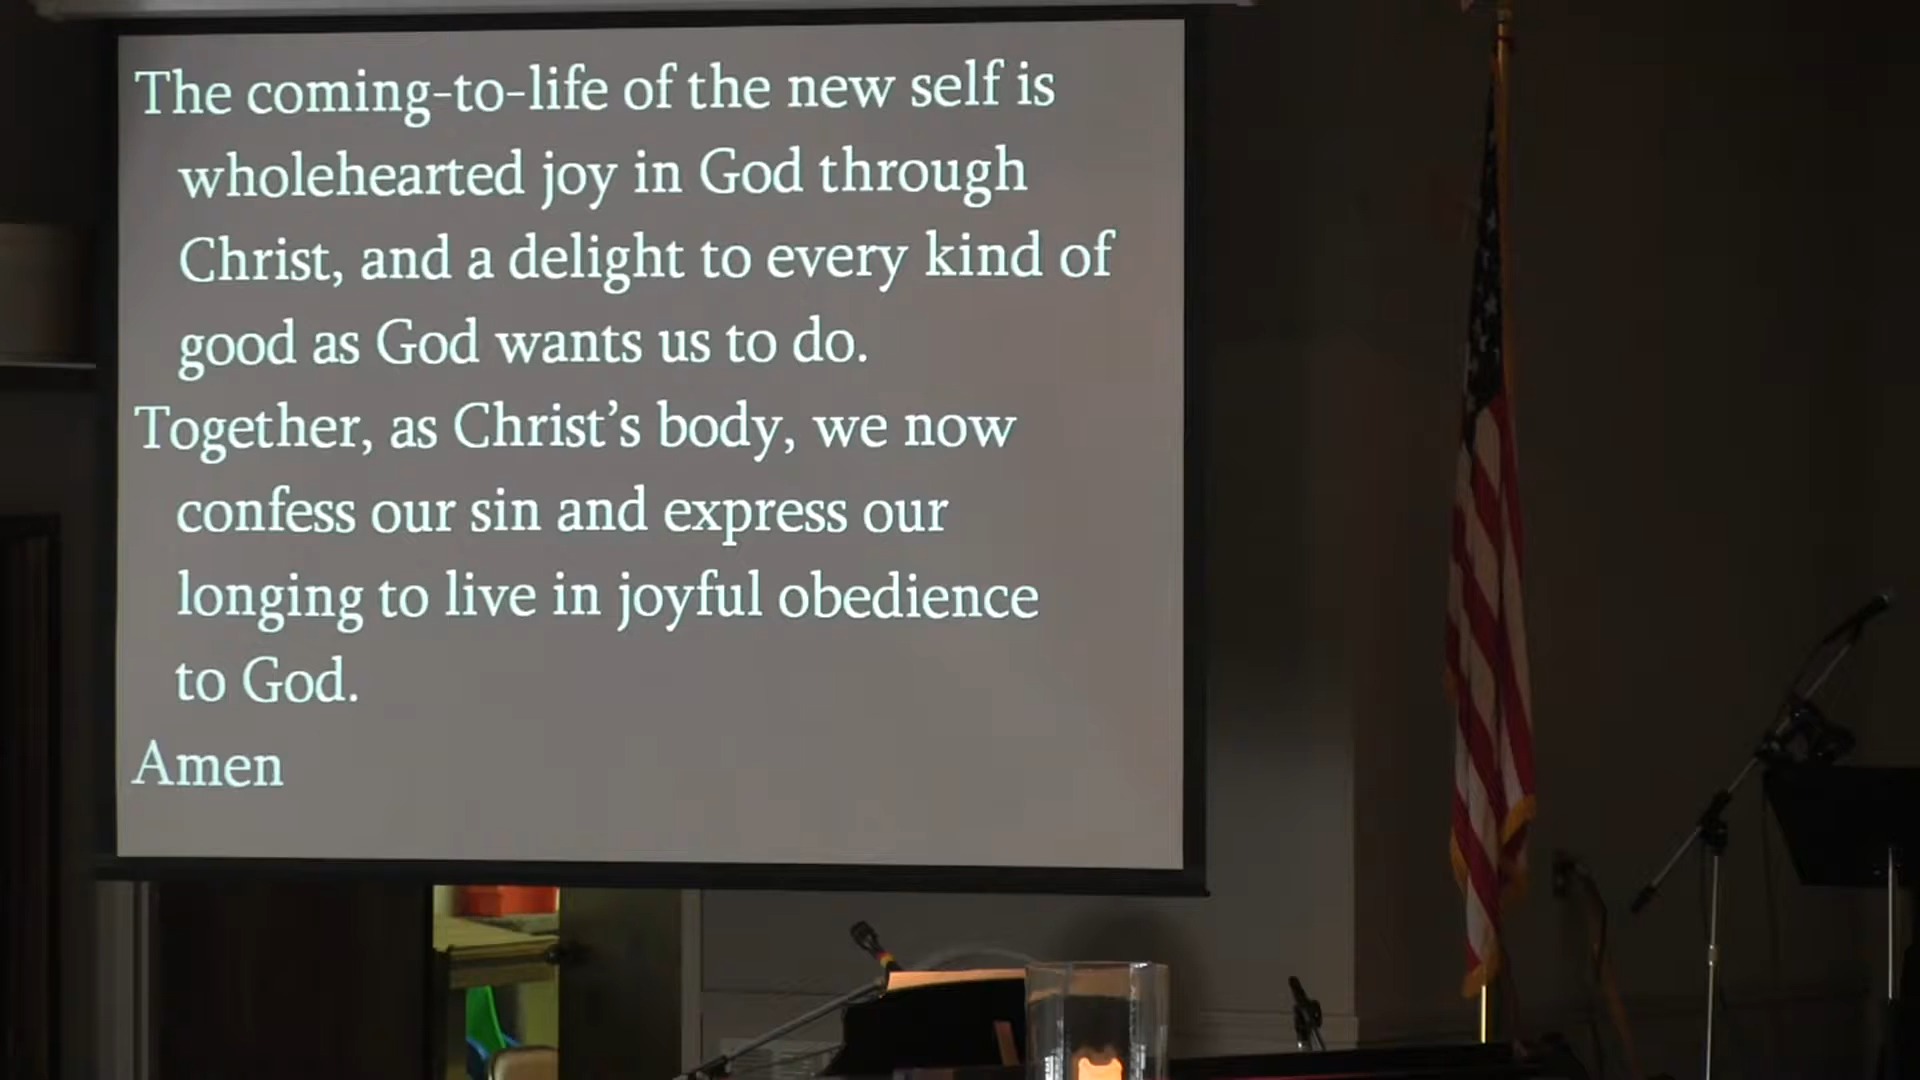 The coming-to-life of the new self is
wholehearted joy in God through
Christ, and a delight to every kind of
good as God wants us to do.
Together, as Christ's body, we now
confess our sin and express our
longing to live in joyful obedience
to God.
Amen